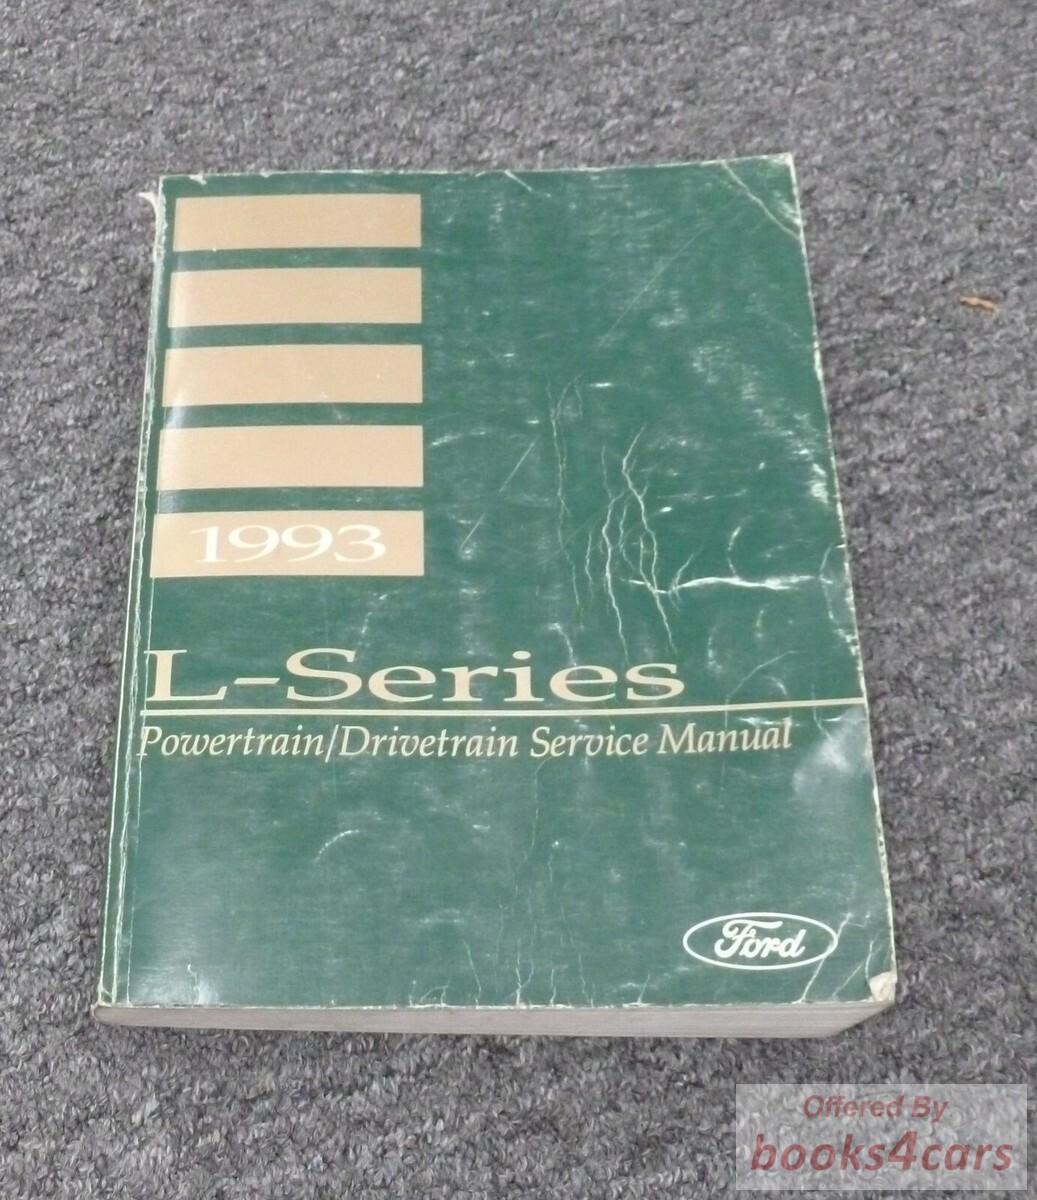 1993
L-Series
Powertrain/Drivetrain Service Manual
Ford
Offered By
books4cars